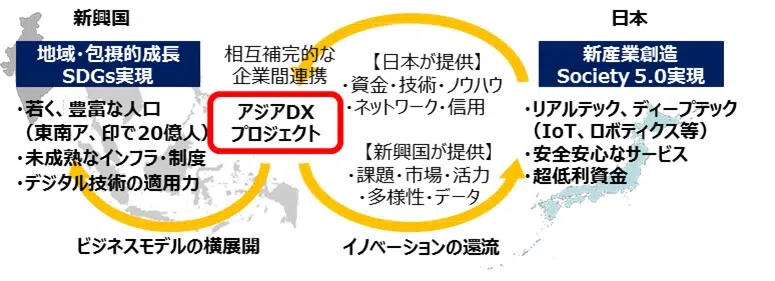 新興国
地域・包摂的成長
SDGs実現
・若く、豊富な人口
（東南ア、印で20億人）
・未成熟なインフラ・制度
・デジタル技術の適用力
ビジネスモデルの横展開
相互補完的な
企業間連携
アジアDX
プロジェクト
【日本が提供】
・資金・技術・ノウハウ
・ネットワーク・信用
【新興国が提供】
・課題・市場・活力
・多様性・データ
イノベーションの還流
日本
新産業創造
Society 5.0実現
・リアルテック、ディープテック
（IoT、ロボティクス等）
・安全安心なサービス
・超低利資金